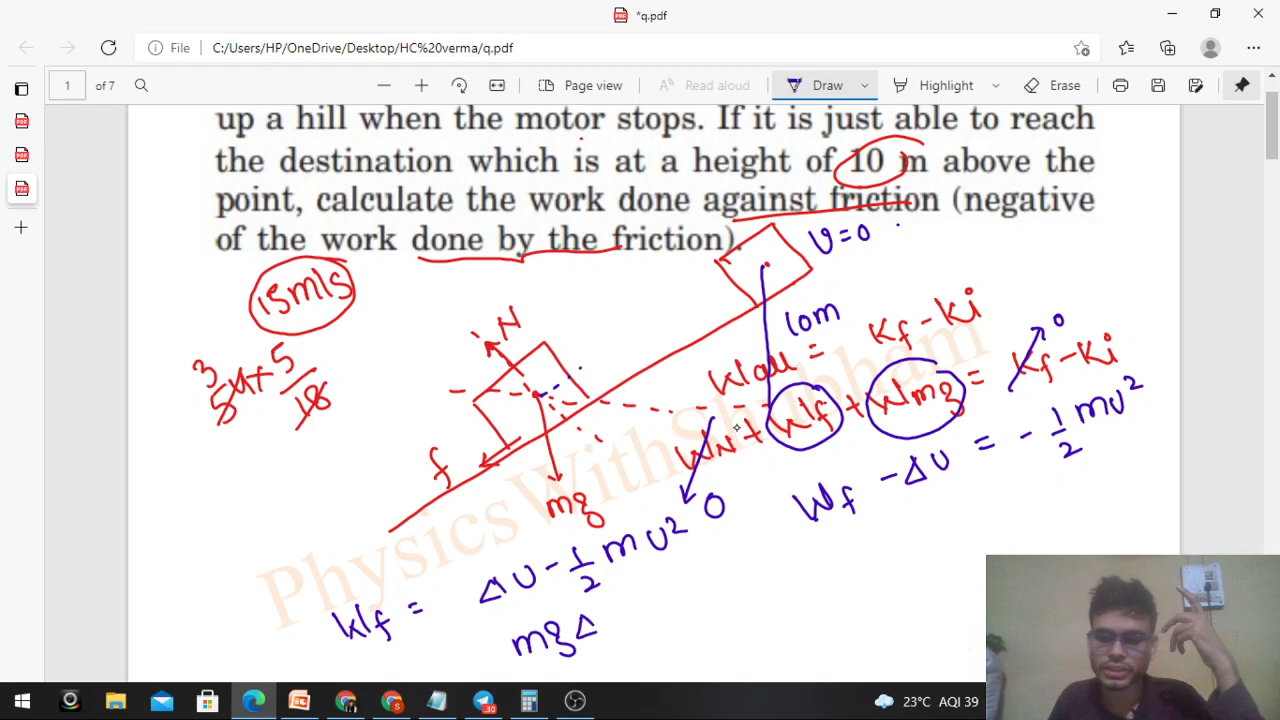 *q.pdf
File C:/Users/HP/OneDrive/Desktop/HC%20verma/q.pdf
1 of 7 Page view Read aloud Draw Highlight Erase
up a hill when the motor stops. If it is just able to reach
the destination which is at a height of 10 m above the
point, calculate the work done against friction (negative
of the work done by the friction).
15m/s
V=0
N
10m
Wall = Kf - Ki
WN + Wf + Wmg = Kf - Ki
0
0
f
mg
Wf - ΔU = - 1/2 mv²
Wf = ΔU - 1/2 mv²
mgΔ
PhysicsWithShubham
30
23°C AQI 39